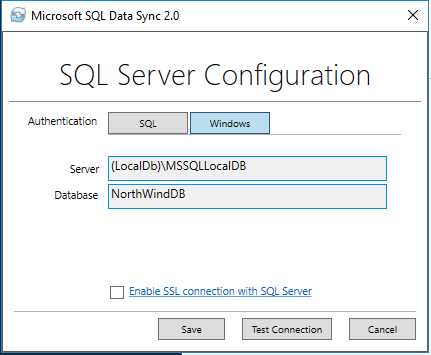 Microsoft SQL Data Sync 2.0
SQL Server Configuration
Authentication SQL Windows
Server (LocalDb)\MSSQLLocalDB
Database NorthWindDB
Enable SSL connection with SQL Server
Save Test Connection Cancel